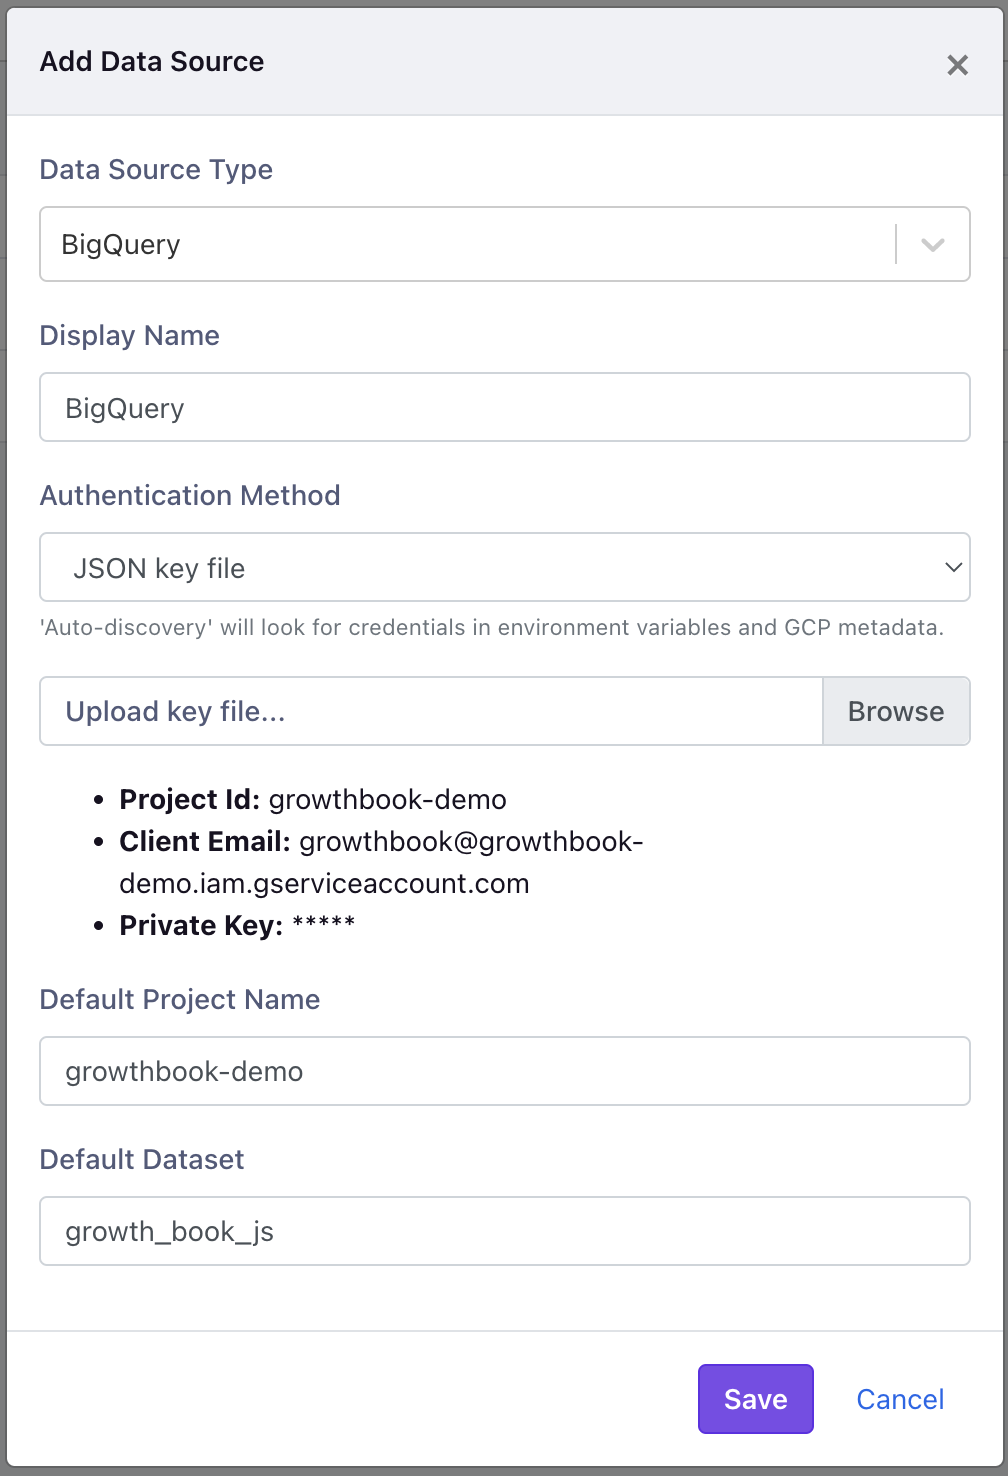 Add Data Source
×
Data Source Type
BigQuery
Display Name
BigQuery
Authentication Method
JSON key file
'Auto-discovery' will look for credentials in environment variables and GCP metadata.
Upload key file... Browse
• Project Id: growthbook-demo
• Client Email: growthbook@growthbook-
demo.iam.gserviceaccount.com
• Private Key: *****
Default Project Name
growthbook-demo
Default Dataset
growth_book_js
Save Cancel